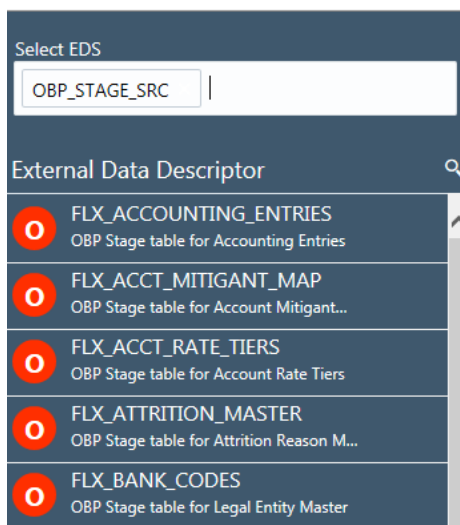 Select EDS
OBP_STAGE_SRC
External Data Descriptor
FLX_ACCOUNTING_ENTRIES
O
OBP Stage table for Accounting Entries
FLX_ACCT_MITIGANT_MAP
O
OBP Stage table for Account Mitigant...
FLX_ACCT_RATE_TIERS
O
OBP Stage table for Account Rate Tiers
FLX_ATTRITION_MASTER
O
OBP Stage table for Attrition Reason M...
FLX_BANK_CODES
O
OBP Stage table for Legal Entity Master